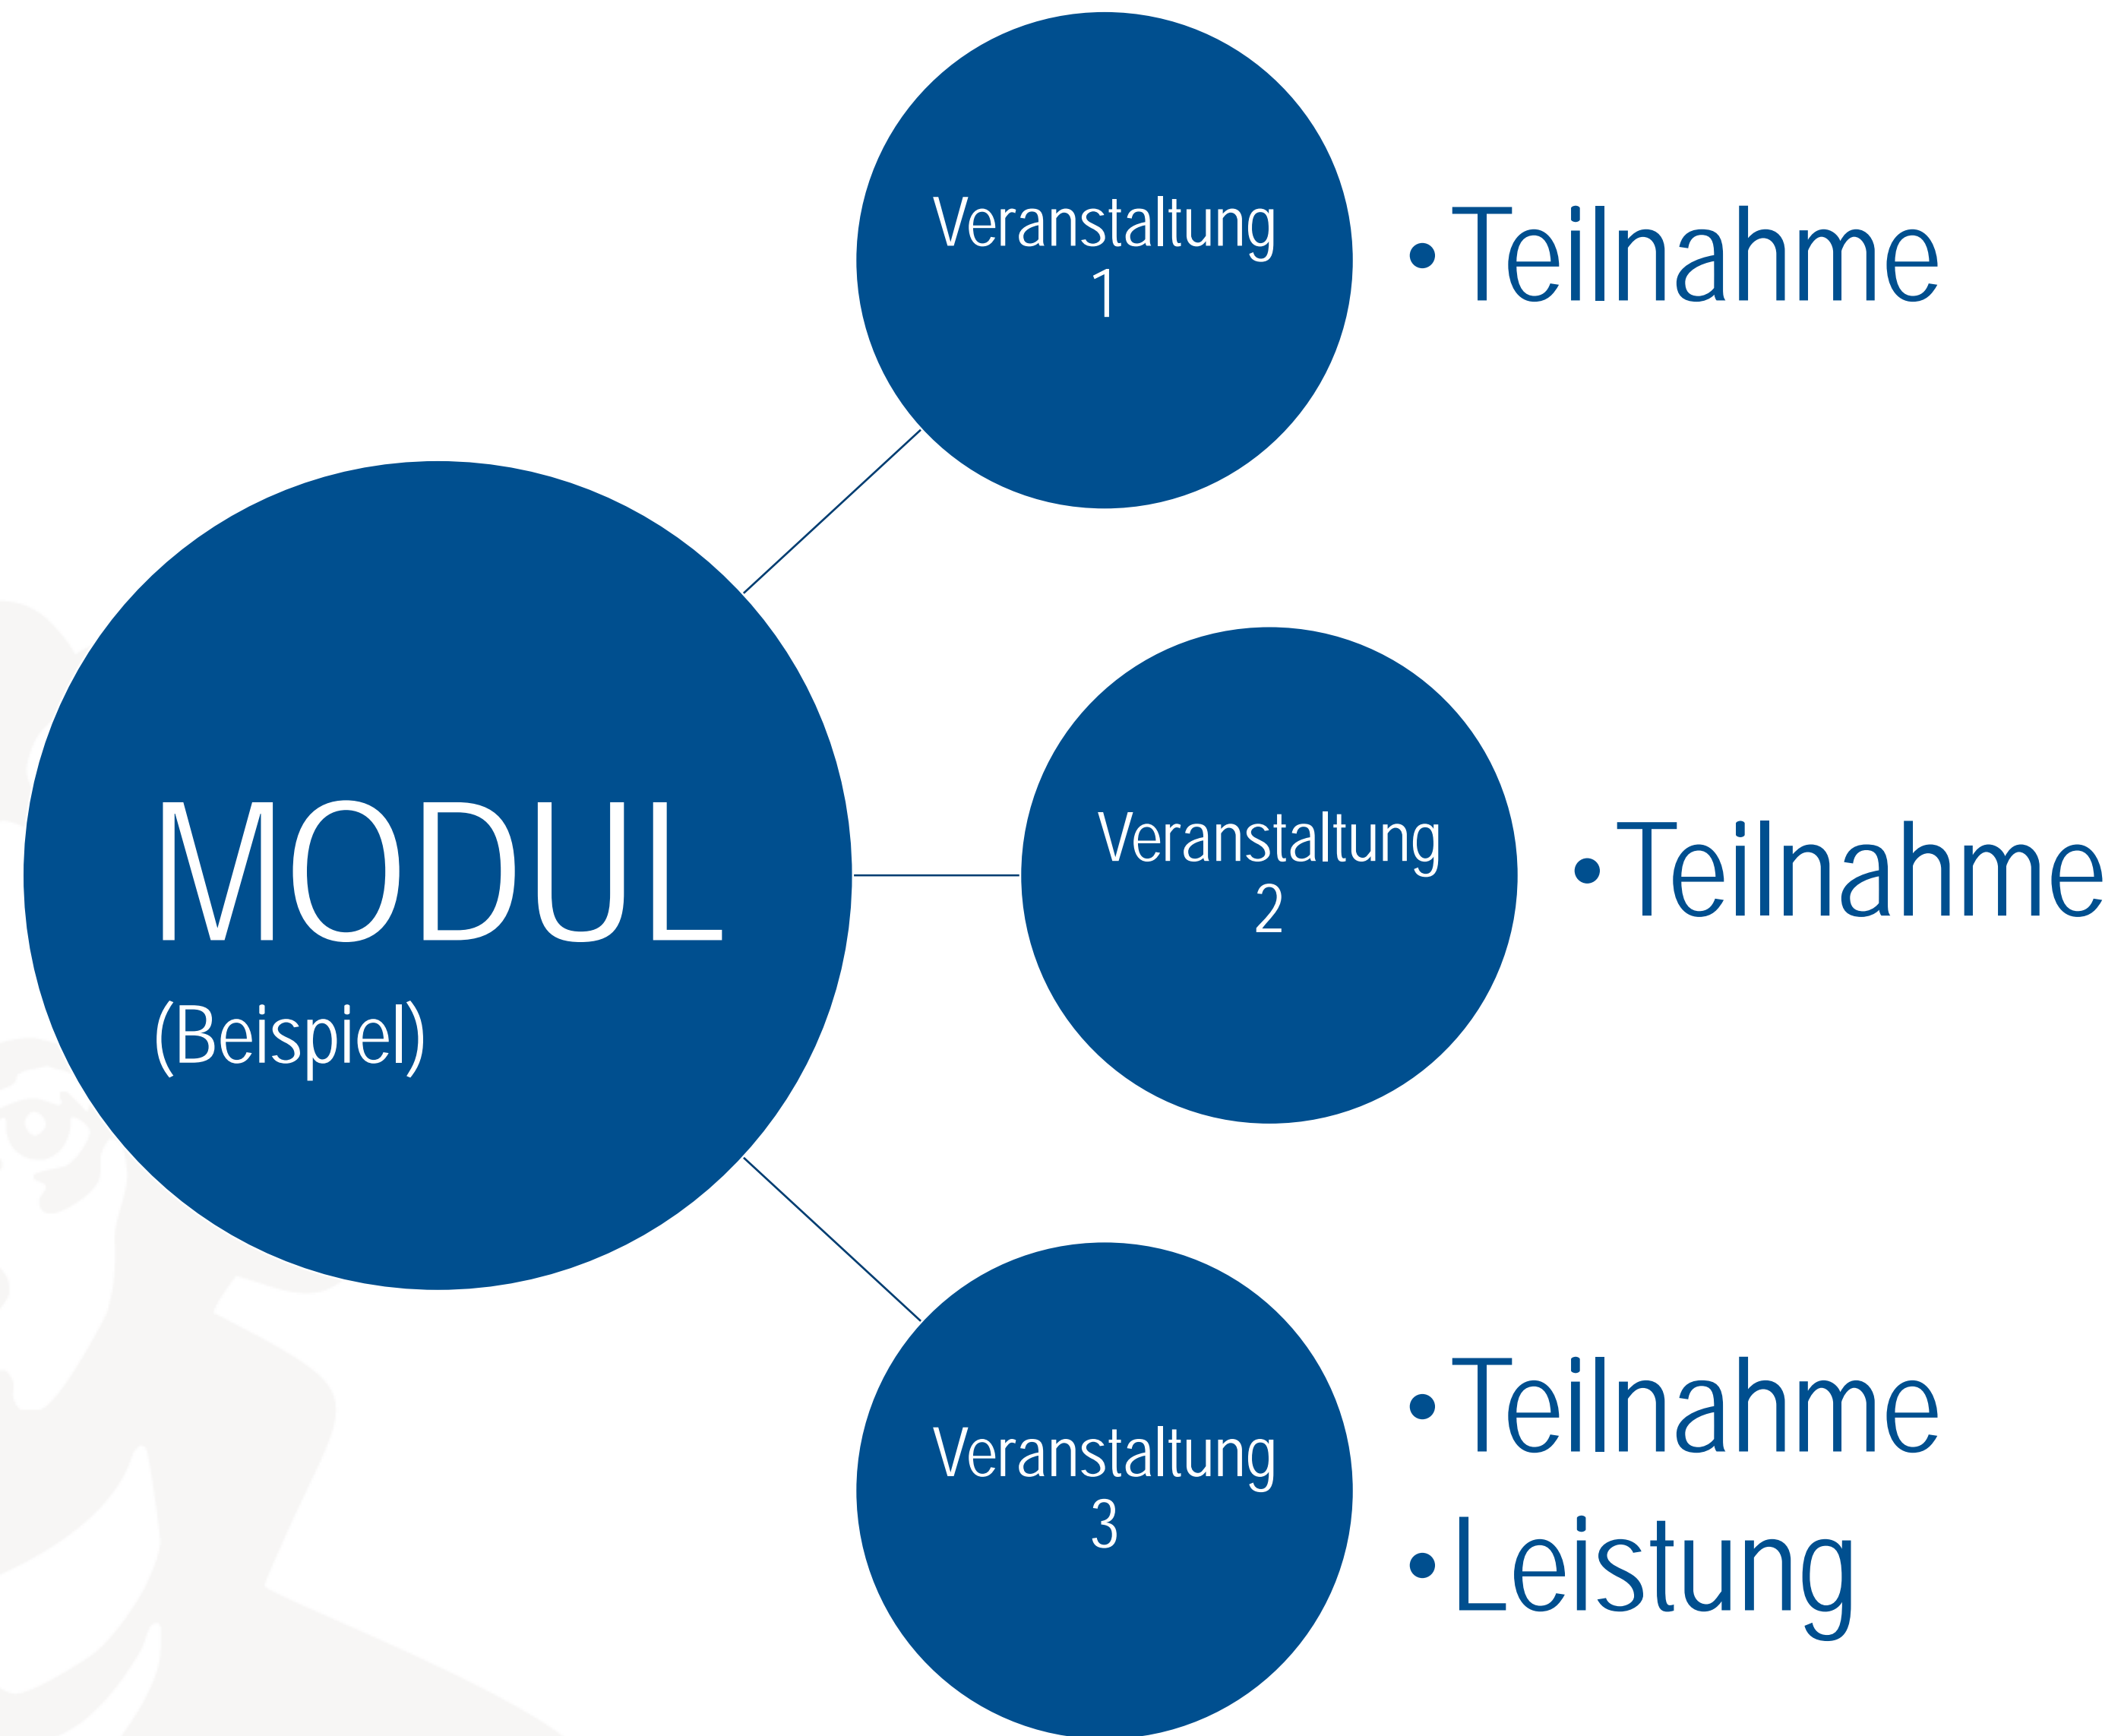 MODUL
(Beispiel)
Veranstaltung
1
• Teilnahme
Veranstaltung
2
• Teilnahme
Veranstaltung
3
• Teilnahme
• Leistung